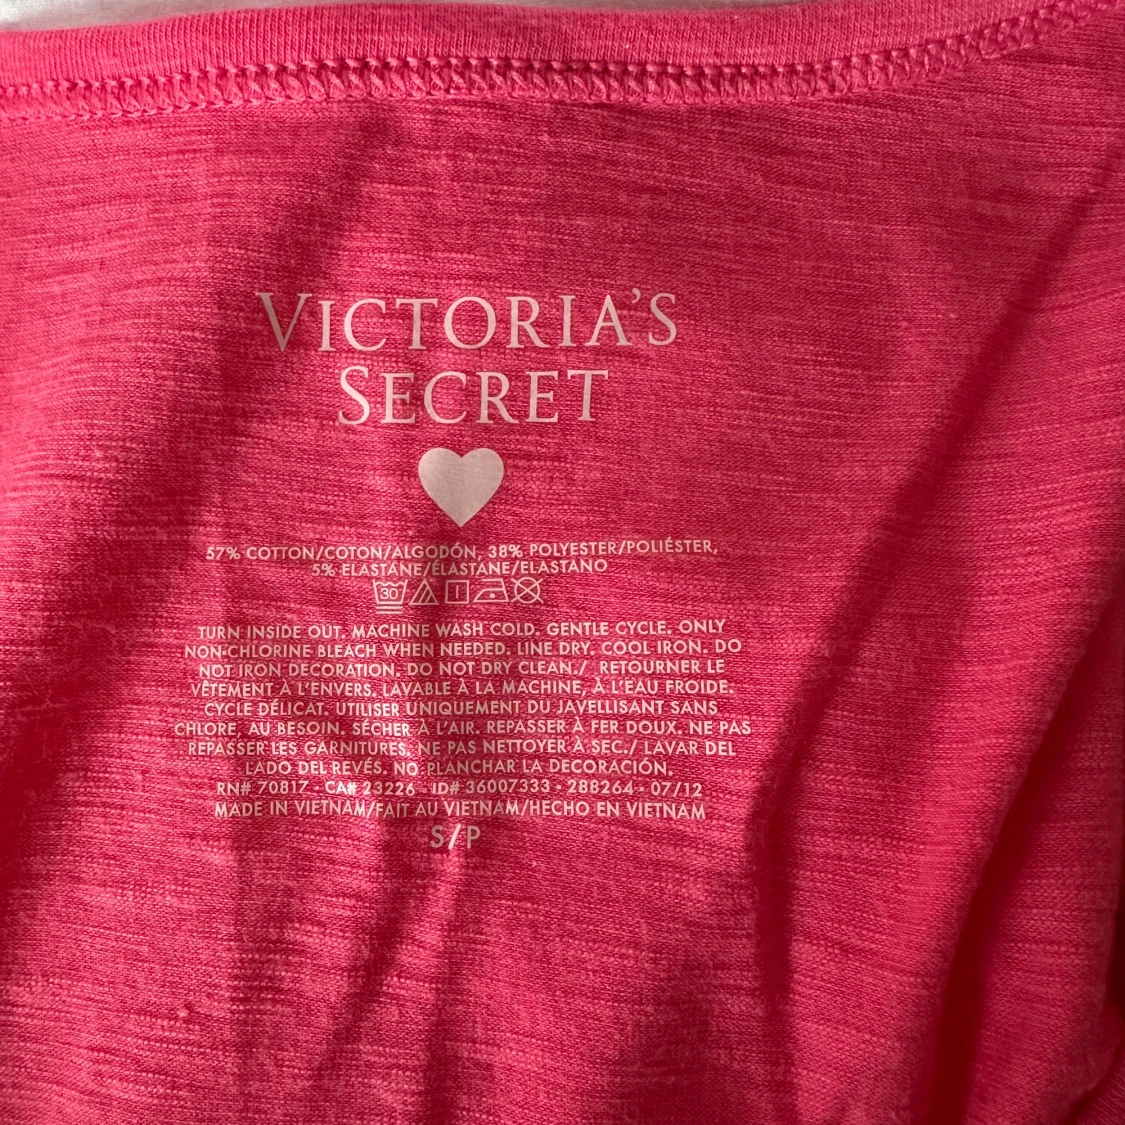 VICTORIA'S
SECRET
57% COTTON/COTON/ALGODÓN, 38% POLYESTER/POLIÉSTER,
5% ELASTANE/ÉLASTANE/ELASTANO
30
TURN INSIDE OUT. MACHINE WASH COLD. GENTLE CYCLE. ONLY
NON-CHLORINE BLEACH WHEN NEEDED. LINE DRY. COOL IRON. DO
NOT IRON DECORATION. DO NOT DRY CLEAN./ RETOURNER LE
VÊTEMENT À L'ENVERS. LAVABLE À LA MACHINE, À L'EAU FROIDE.
CYCLE DÉLICAT. UTILISER UNIQUEMENT DU JAVELLISANT SANS
CHLORE, AU BESOIN. SÉCHER À L'AIR. REPASSER À FER DOUX. NE PAS
REPASSER LES GARNITURES. NE PAS NETTOYER À SEC./ LAVAR DEL
LADO DEL REVÉS. NO PLANCHAR LA DECORACIÓN.
RN# 70817 - CA# 23226 - ID# 36007333 - 288264 - 07/12
MADE IN VIETNAM/FAIT AU VIETNAM/HECHO EN VIETNAM
S/P